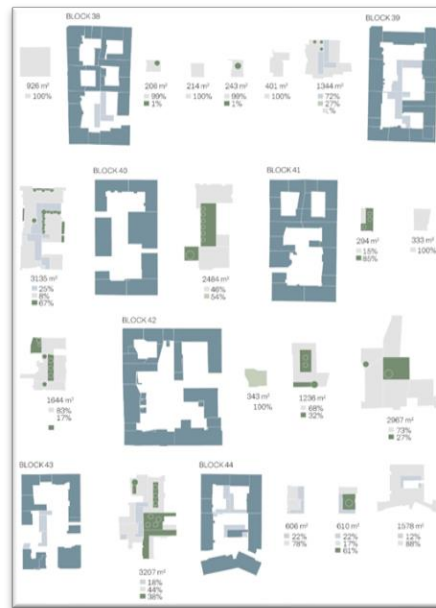 BLOCK 38
BLOCK 39
926 m²
100%
208 m²
99%
1%
214 m²
100%
243 m²
99%
1%
401 m²
100%
1344 m²
72%
27%
BLOCK 40
BLOCK 41
3135 m²
25%
8%
67%
2484 m²
46%
54%
294 m²
15%
85%
333 m²
100%
BLOCK 42
1644 m²
83%
17%
343 m²
100%
1236 m²
68%
32%
2967 m²
73%
27%
BLOCK 43
BLOCK 44
3207 m²
18%
44%
38%
606 m²
22%
78%
610 m²
22%
17%
61%
1578 m²
12%
88%